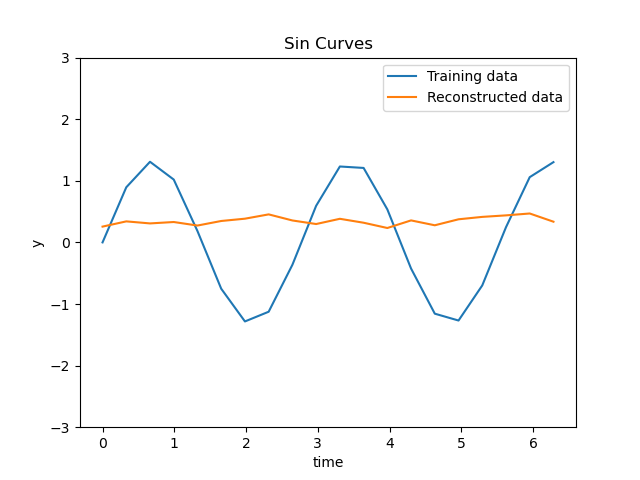 Sin Curves
Training data
Reconstructed data
3
2
1
0
−1
−2
−3
y
0 1 2 3 4 5 6
time